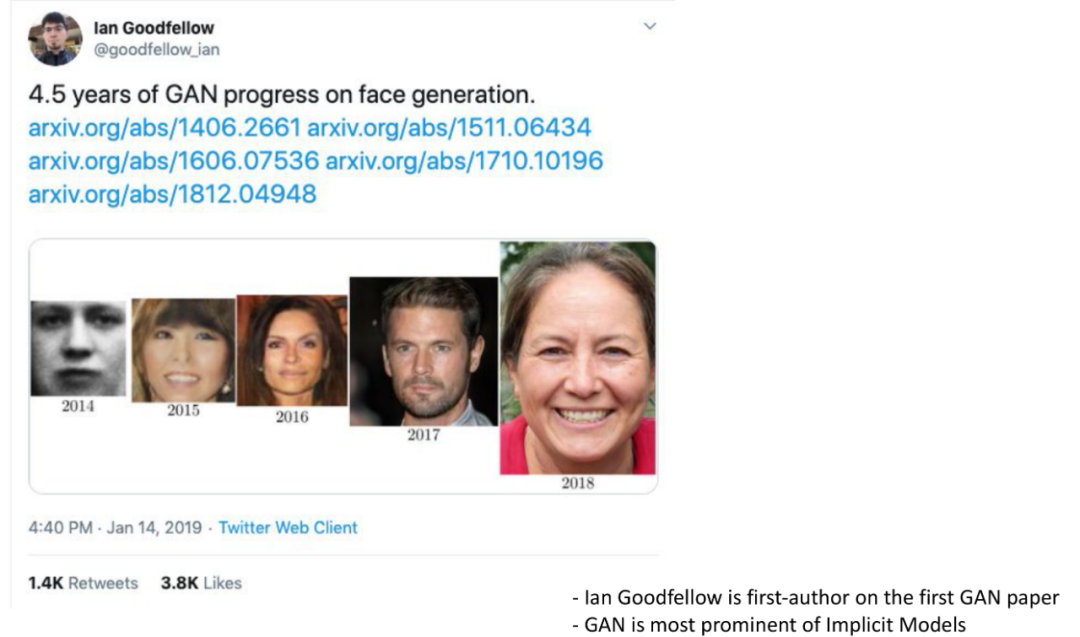 Ian Goodfellow
@goodfellow_ian
4.5 years of GAN progress on face generation.
arxiv.org/abs/1406.2661 arxiv.org/abs/1511.06434
arxiv.org/abs/1606.07536 arxiv.org/abs/1710.10196
arxiv.org/abs/1812.04948
2014
2015
2016
2017
2018
4:40 PM · Jan 14, 2019 · Twitter Web Client
1.4K Retweets 3.8K Likes
- Ian Goodfellow is first-author on the first GAN paper
- GAN is most prominent of Implicit Models